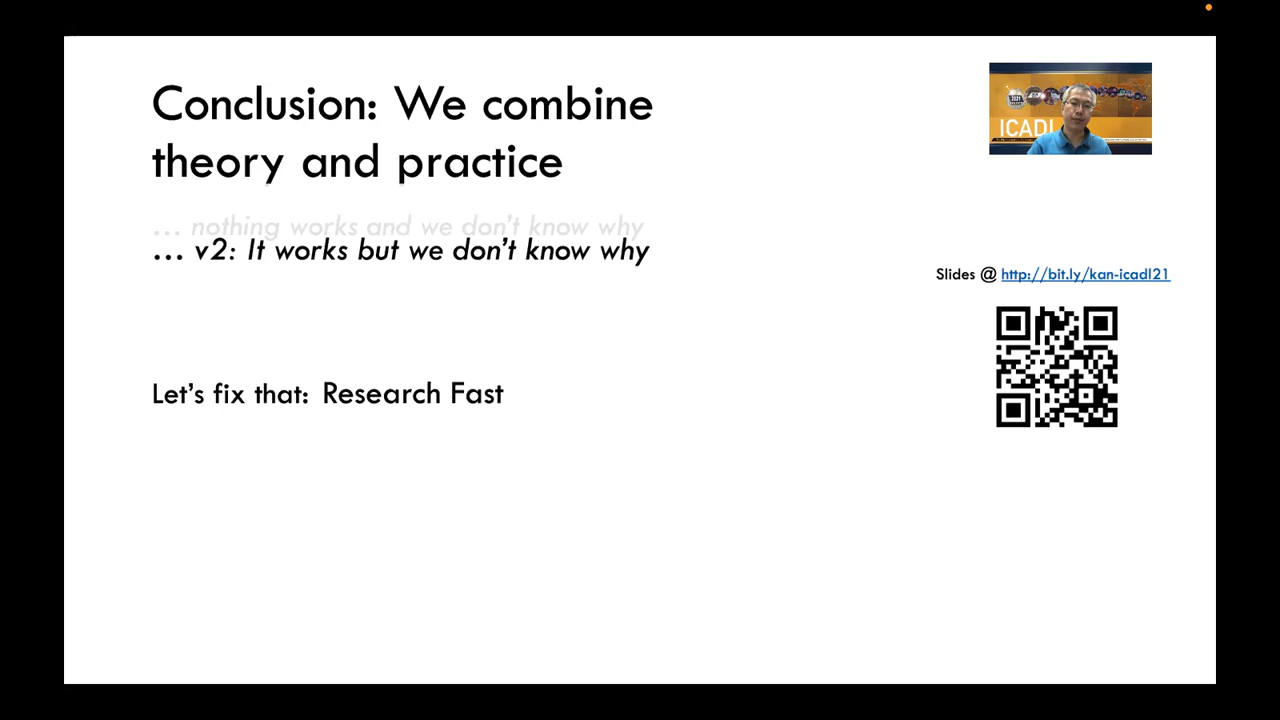 Conclusion: We combine
theory and practice
… nothing works and we don’t know why
… v2: It works but we don’t know why
Let’s fix that: Research Fast
ICADL
Slides @ http://bit.ly/kan-icadl21